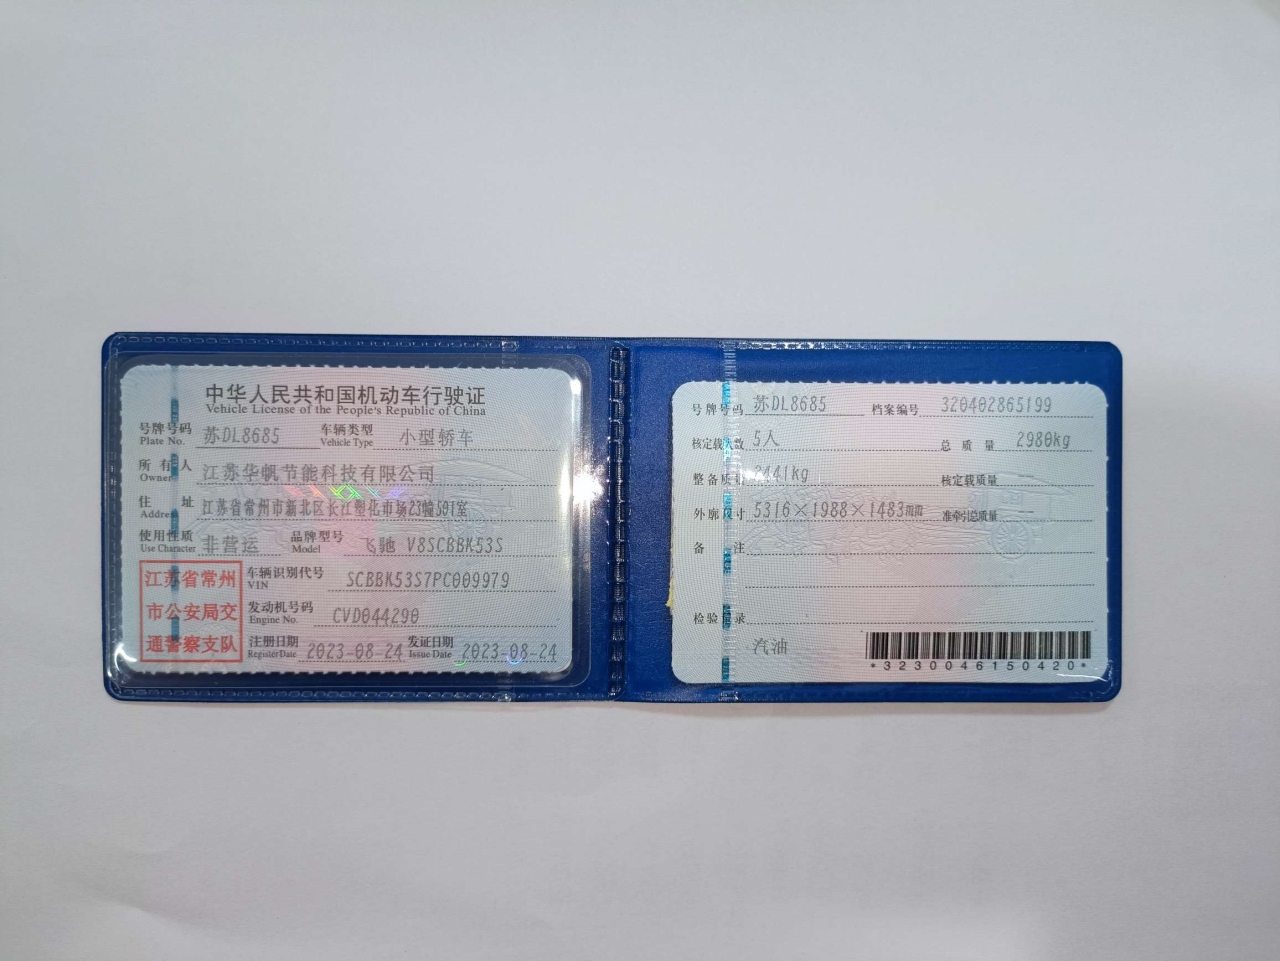 中华人民共和国机动车行驶证
Vehicle License of the People's Republic of China
号牌号码 苏DL8685 车辆类型 小型轿车
Plate No. Vehicle Type
所有人 江苏华帆节能科技有限公司
Owner
住址 江苏省常州市新北区长江塑化市场23幢501室
Address
使用性质 非营运 品牌型号 飞驰 V8SCBBK53S
Use Character Model
江苏省常州
市公安局交
通警察支队
车辆识别代号 SCBBK53S7PC009979
VIN
发动机号码 CVD044290
Engine No.
注册日期 2023-08-24 发证日期 2023-08-24
Register Date Issue Date
号牌号码 苏DL8685 档案编号 320402865199
核定载人数 5人 总质量 2980kg
整备质量 2441kg 核定载质量
外廓尺寸 5316×1988×1483mm 准牵引总质量
备注
检验记录
汽油
*3230046150420*